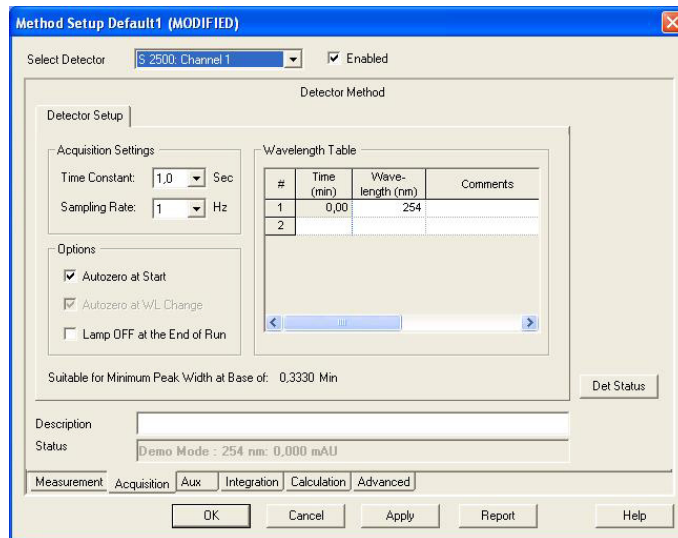 Method Setup Default1 (MODIFIED)
Select Detector S 2500: Channel 1 Enabled
Detector Method
Detector Setup
Acquisition Settings
Time Constant: 1,0 Sec
Sampling Rate: 1 Hz
Options
Autozero at Start
Autozero at WL Change
Lamp OFF at the End of Run
Wavelength Table
# Time (min) Wave-length (nm) Comments
1 0,00 254
2
Suitable for Minimum Peak Width at Base of: 0,3330 Min
Det Status
Description
Status Demo Mode : 254 nm: 0,000 mAU
Measurement Acquisition Aux Integration Calculation Advanced
OK Cancel Apply Report Help